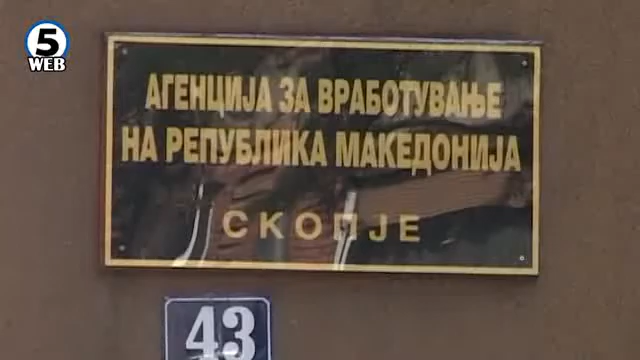 5
WEB
АГЕНЦИЈА ЗА ВРАБОТУВАЊЕ
НА РЕПУБЛИКА МАКЕДОНИЈА
СКОПЈЕ
43